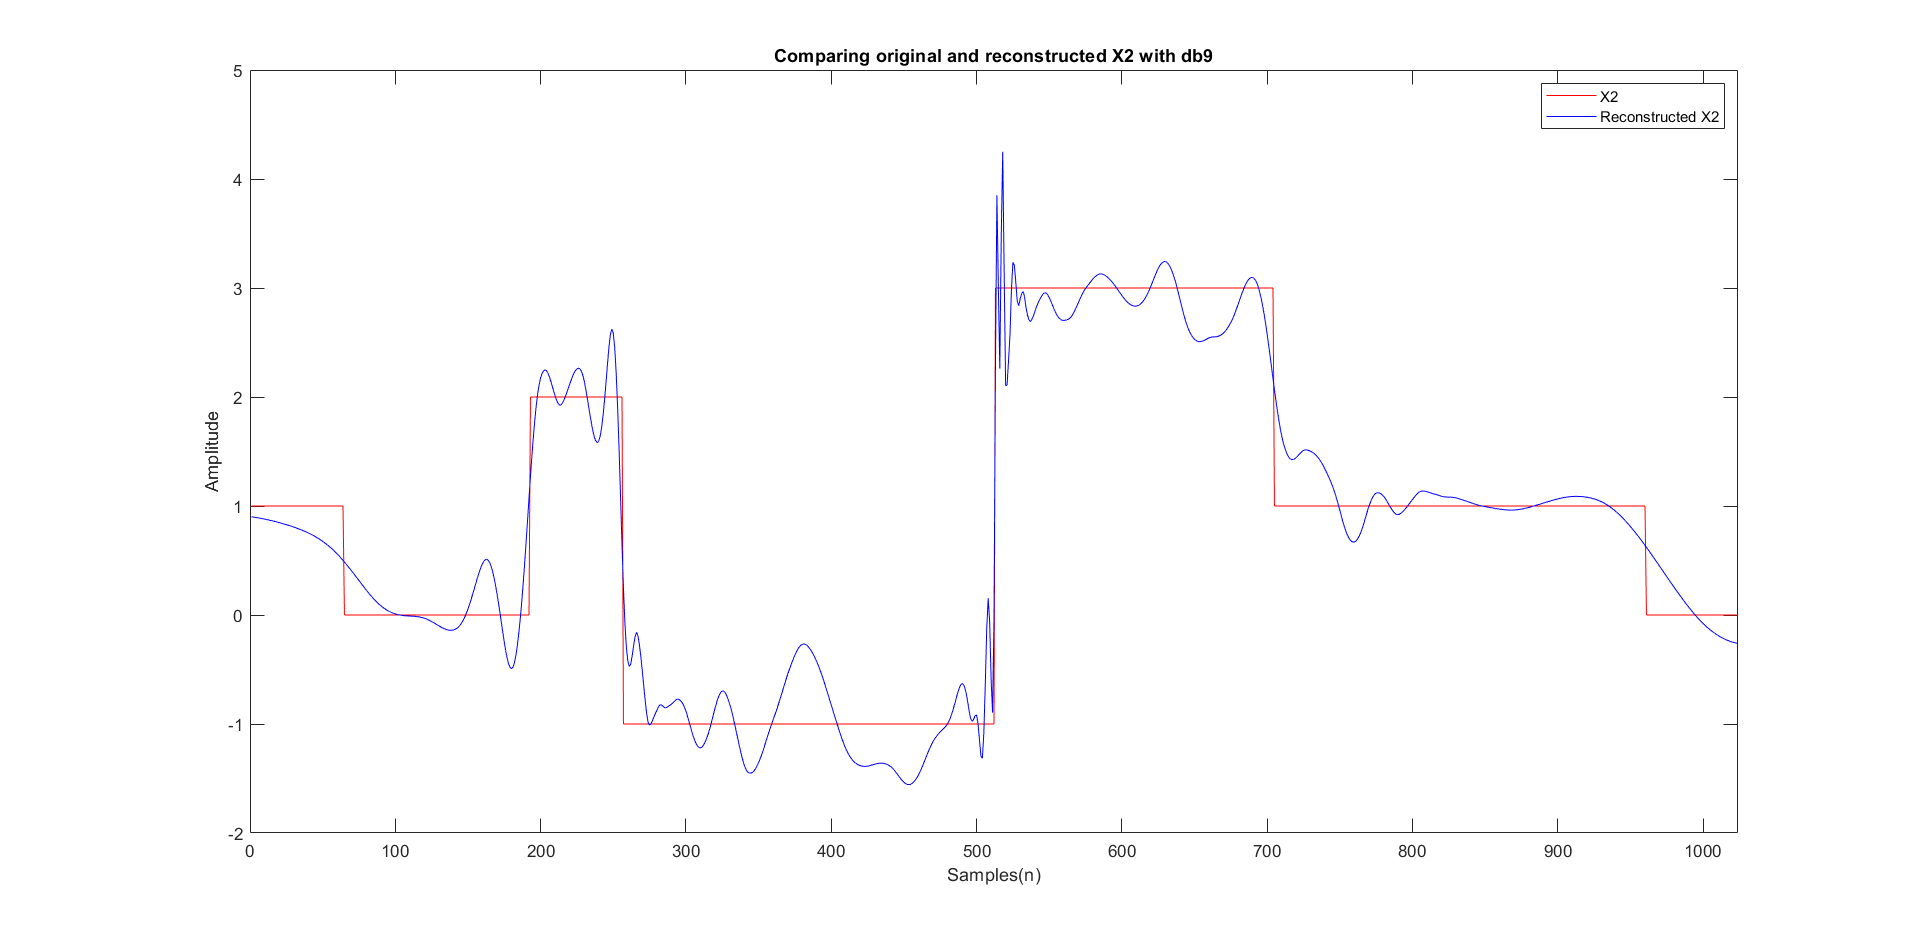 Comparing original and reconstructed X2 with db9
5
4
3
2
1
0
-1
-2
Amplitude
X2
Reconstructed X2
0 100 200 300 400 500 600 700 800 900 1000
Samples(n)